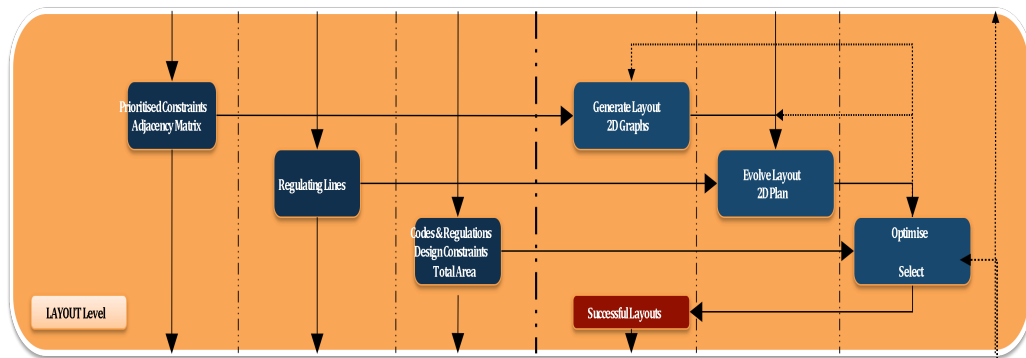 Prioritised Constraints
Adjacency Matrix
Generate Layout
2D Graphs
Regulating Lines
Evolve Layout
2D Plan
Codes & Regulations
Design Constraints
Total Area
Optimise
Select
LAYOUT Level
Successful Layouts